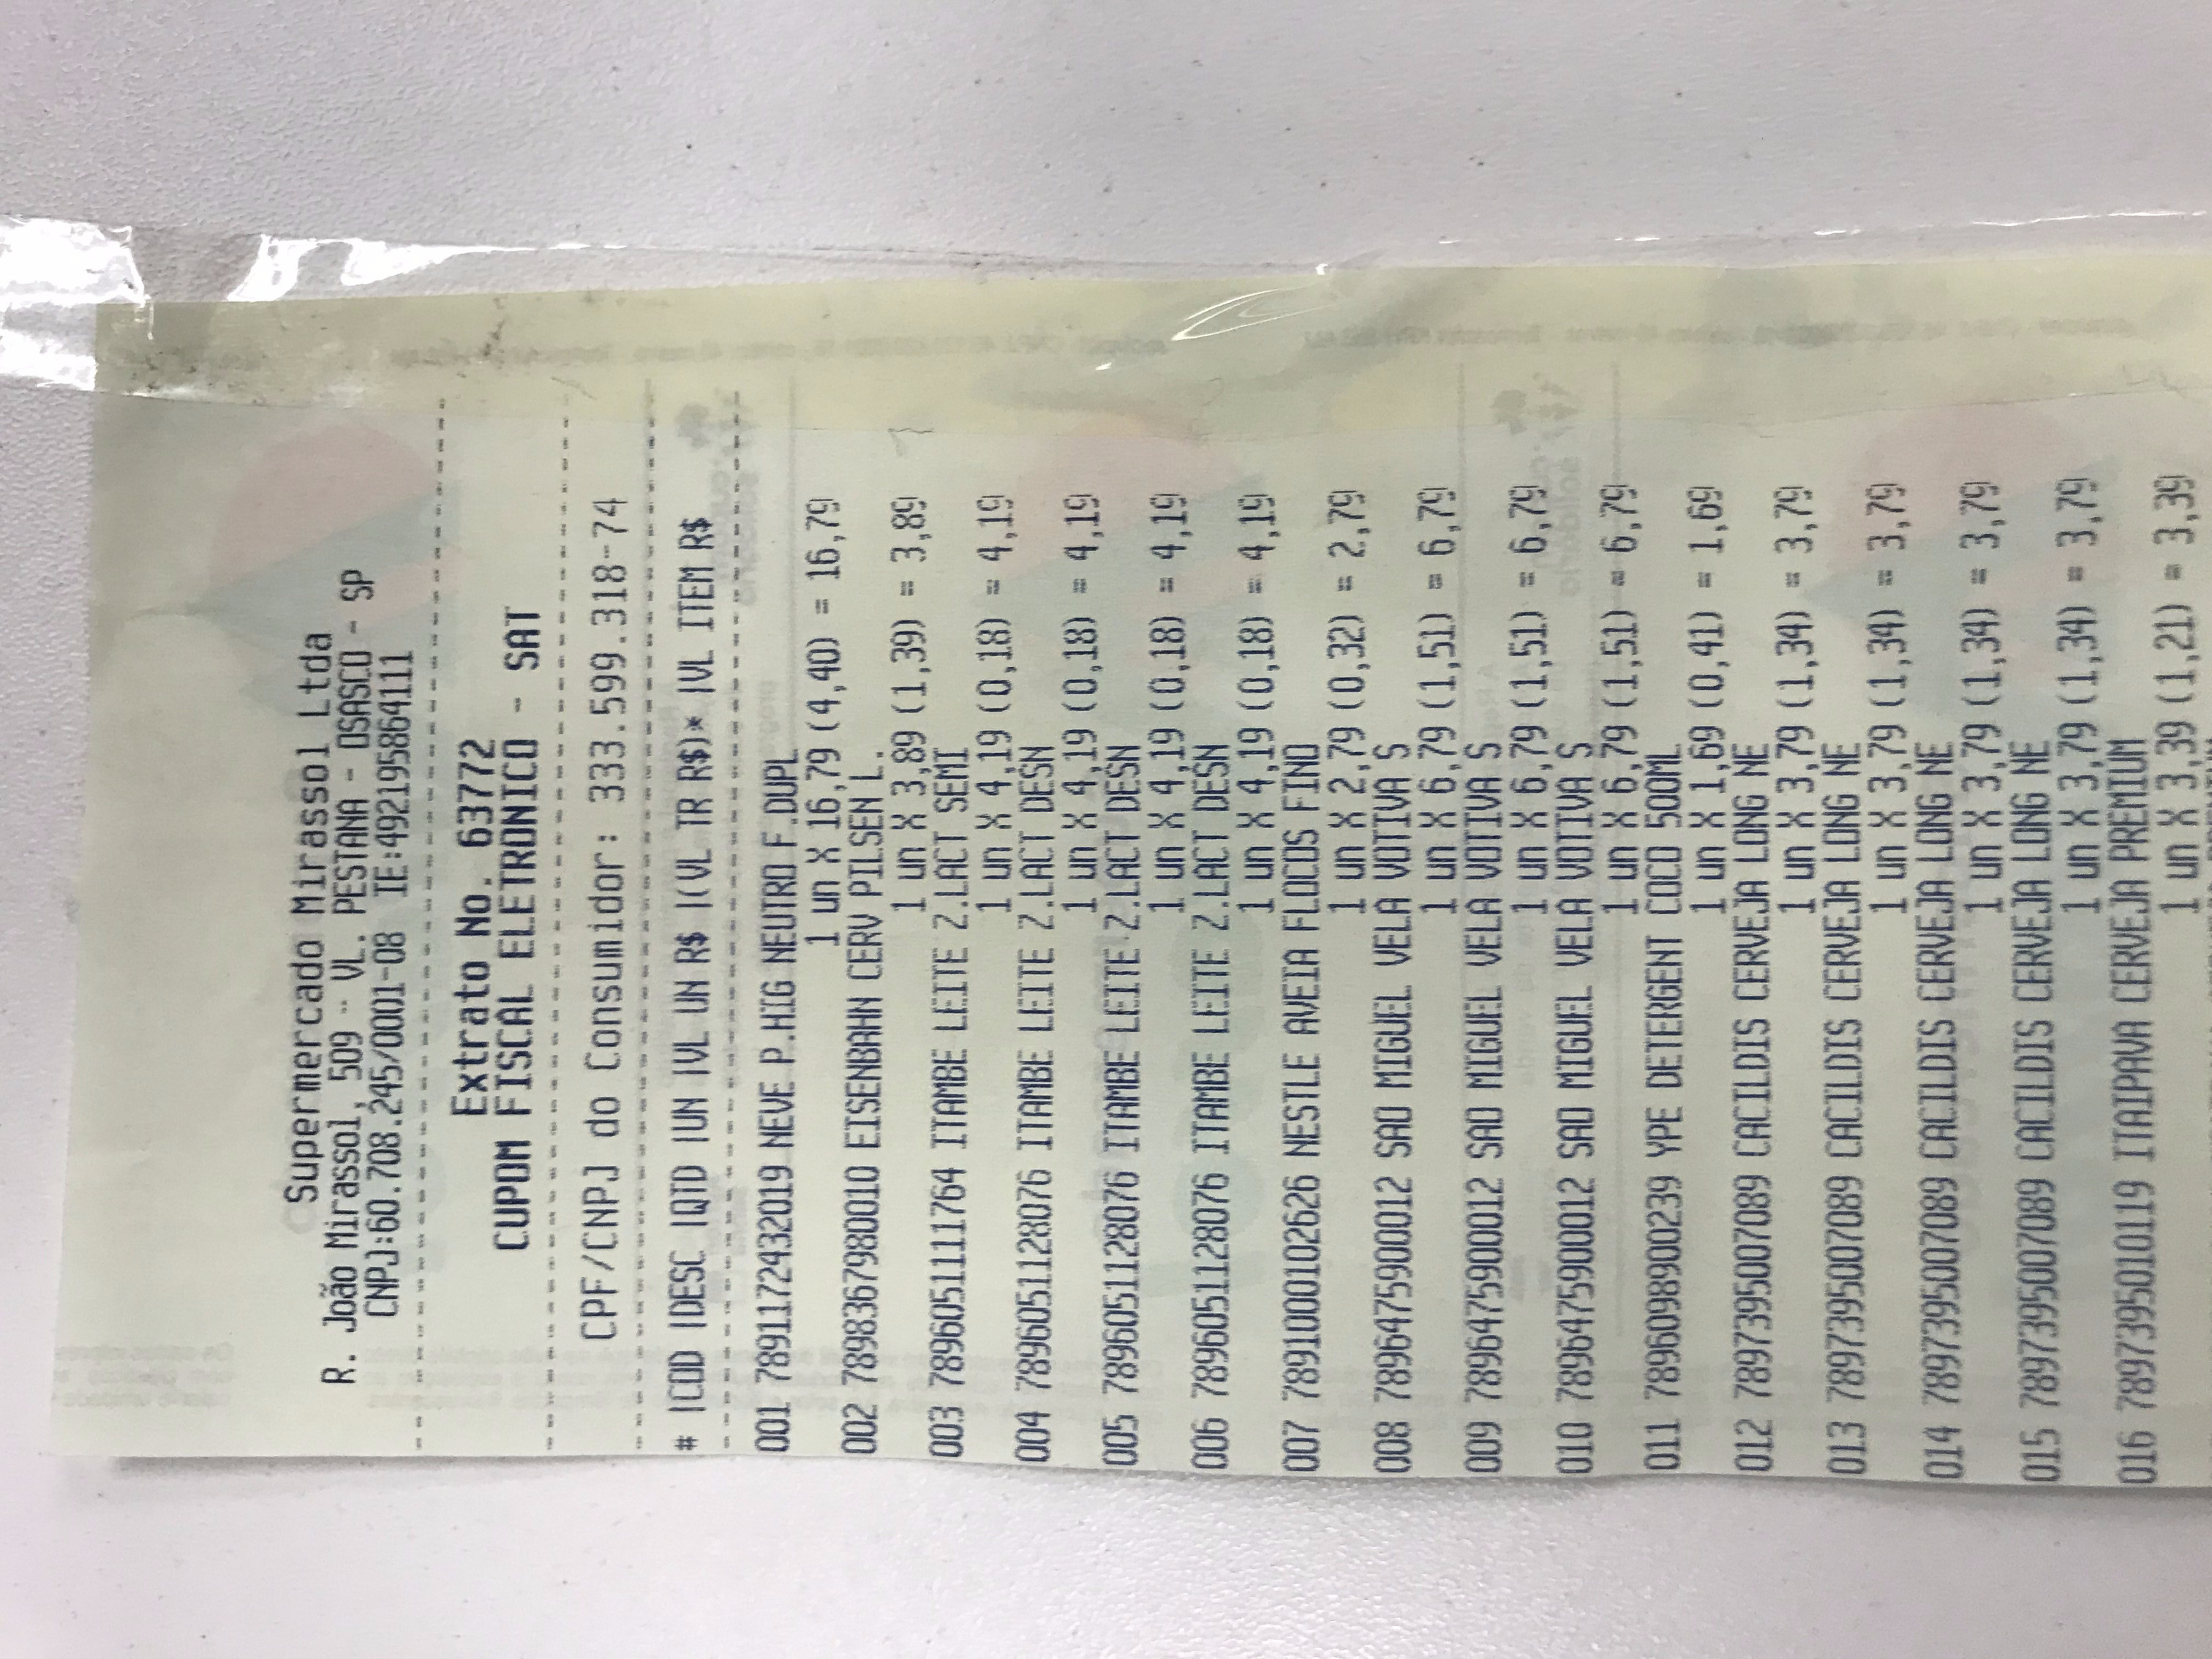 Supermercado Mirassol Ltda
R. João Mirassol, 509 - VL. PESTANA - OSASCO - SP
CNPJ:60.708.245/0001-08 IE:492195864111
Extrato No. 63772
CUPOM FISCAL ELETRONICO - SAT
CPF/CNPJ do Consumidor: 333.599.318-74
# |COD |DESC |QTD |UN |VL UN R$ |(VL TR R$)* |VL ITEM R$
001 7891172432019 NEVE P.HIG NEUTRO F.DUPL
1 un X 16,79 (4,40) = 16,79
002 7898367980010 EISENBAHN CERV PILSEN L.
1 un X 3,89 (1,39) = 3,89
003 7896051111764 ITAMBE LEITE Z.LACT SEMI
1 un X 4,19 (0,18) = 4,19
004 7896051128076 ITAMBE LEITE Z.LACT DESN
1 un X 4,19 (0,18) = 4,19
005 7896051128076 ITAMBE LEITE Z.LACT DESN
1 un X 4,19 (0,18) = 4,19
006 7896051128076 ITAMBE LEITE Z.LACT DESN
1 un X 4,19 (0,18) = 4,19
007 7891000102626 NESTLE AVEIA FLOCOS FINO
1 un X 2,79 (0,32) = 2,79
008 7896475900012 SAO MIGUEL VELA VOTIVA S
1 un X 6,79 (1,51) = 6,79
009 7896475900012 SAO MIGUEL VELA VOTIVA S
1 un X 6,79 (1,51) = 6,79
010 7896475900012 SAO MIGUEL VELA VOTIVA S
1 un X 6,79 (1,51) = 6,79
011 7896098900239 YPE DETERGENT COCO 500ML
1 un X 1,69 (0,41) = 1,69
012 7897395007089 CACILDIS CERVEJA LONG NE
1 un X 3,79 (1,34) = 3,79
013 7897395007089 CACILDIS CERVEJA LONG NE
1 un X 3,79 (1,34) = 3,79
014 7897395007089 CACILDIS CERVEJA LONG NE
1 un X 3,79 (1,34) = 3,79
015 7897395007089 CACILDIS CERVEJA LONG NE
1 un X 3,79 (1,34) = 3,79
016 7897395010119 ITAIPAVA CERVEJA PREMIUM
1 un X 3,39 (1,21) = 3,39